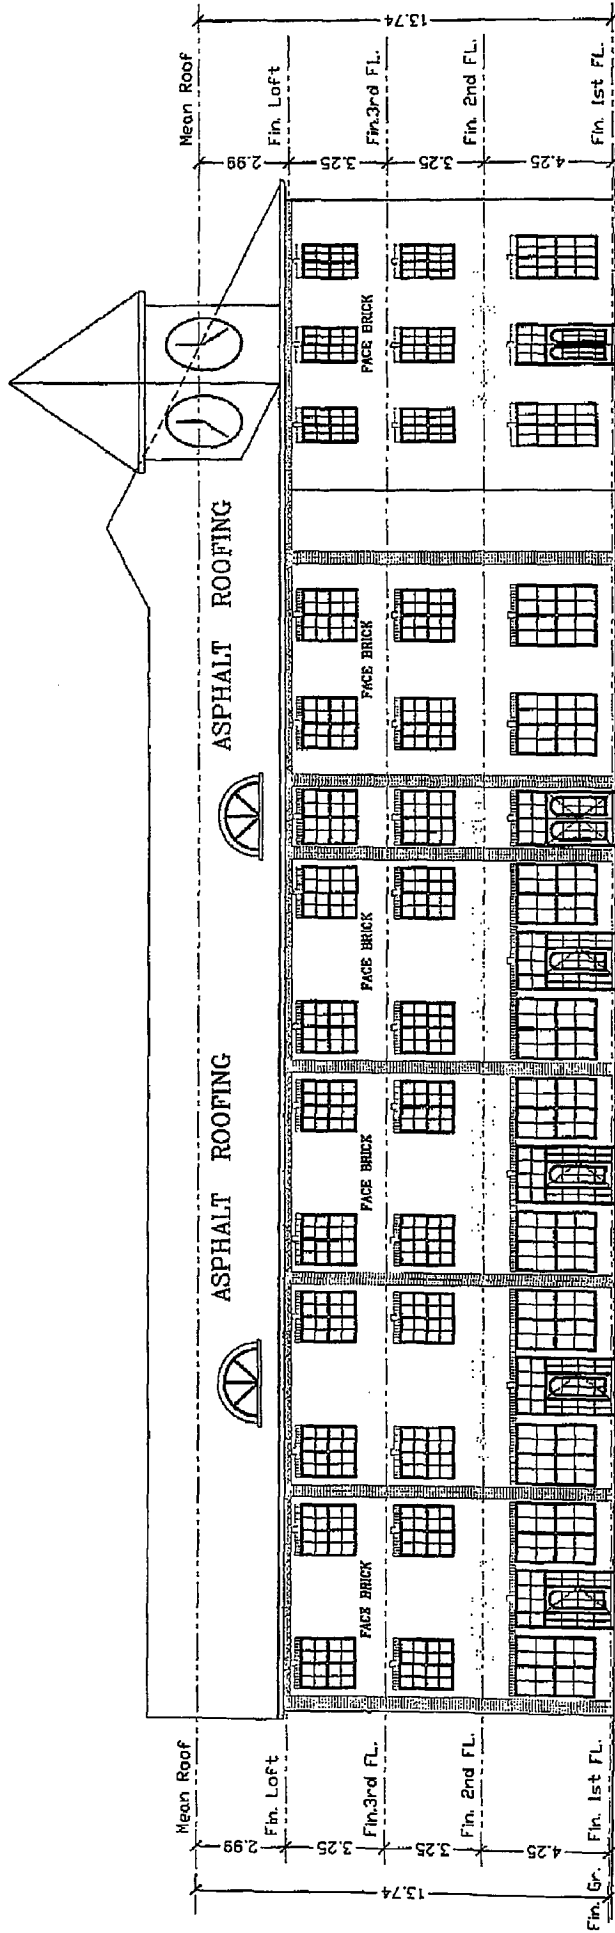 Mean Roof
Fin. Loft
Fin.3rd FL.
Fin. 2nd FL.
Fin. Gr. Fin. 1st FL.
2.99
3.25
3.25
4.25
13.74
ASPHALT ROOFING
ASPHALT ROOFING
FACE BRICK
FACE BRICK
FACE BRICK
FACE BRICK
FACE BRICK
Mean Roof
Fin. Loft
Fin.3rd FL.
Fin. 2nd FL.
Fin. 1st FL.
2.99
3.25
3.25
4.25
13.74